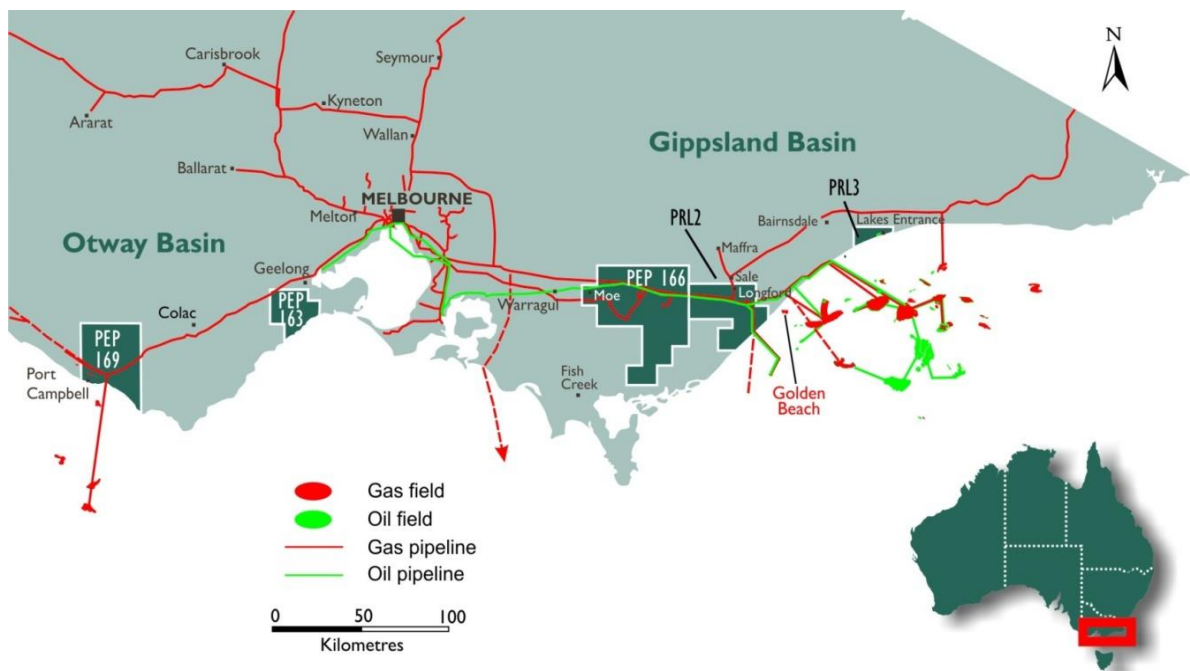 N
Carisbrook
Seymour
Kyneton
Ararat
Wallan
Gippsland Basin
Ballarat
PRL3
MELBOURNE
Melton
PRL2
Bairnsdale
Lakes Entrance
Otway Basin
Maffra
Geelong
Sale
PEP 166
Moe
Longford
Warragul
PEP
163
Colac
PEP
169
Port
Campbell
Fish
Creek
Golden
Beach
Gas field
Oil field
Gas pipeline
Oil pipeline
0 50 100
Kilometres